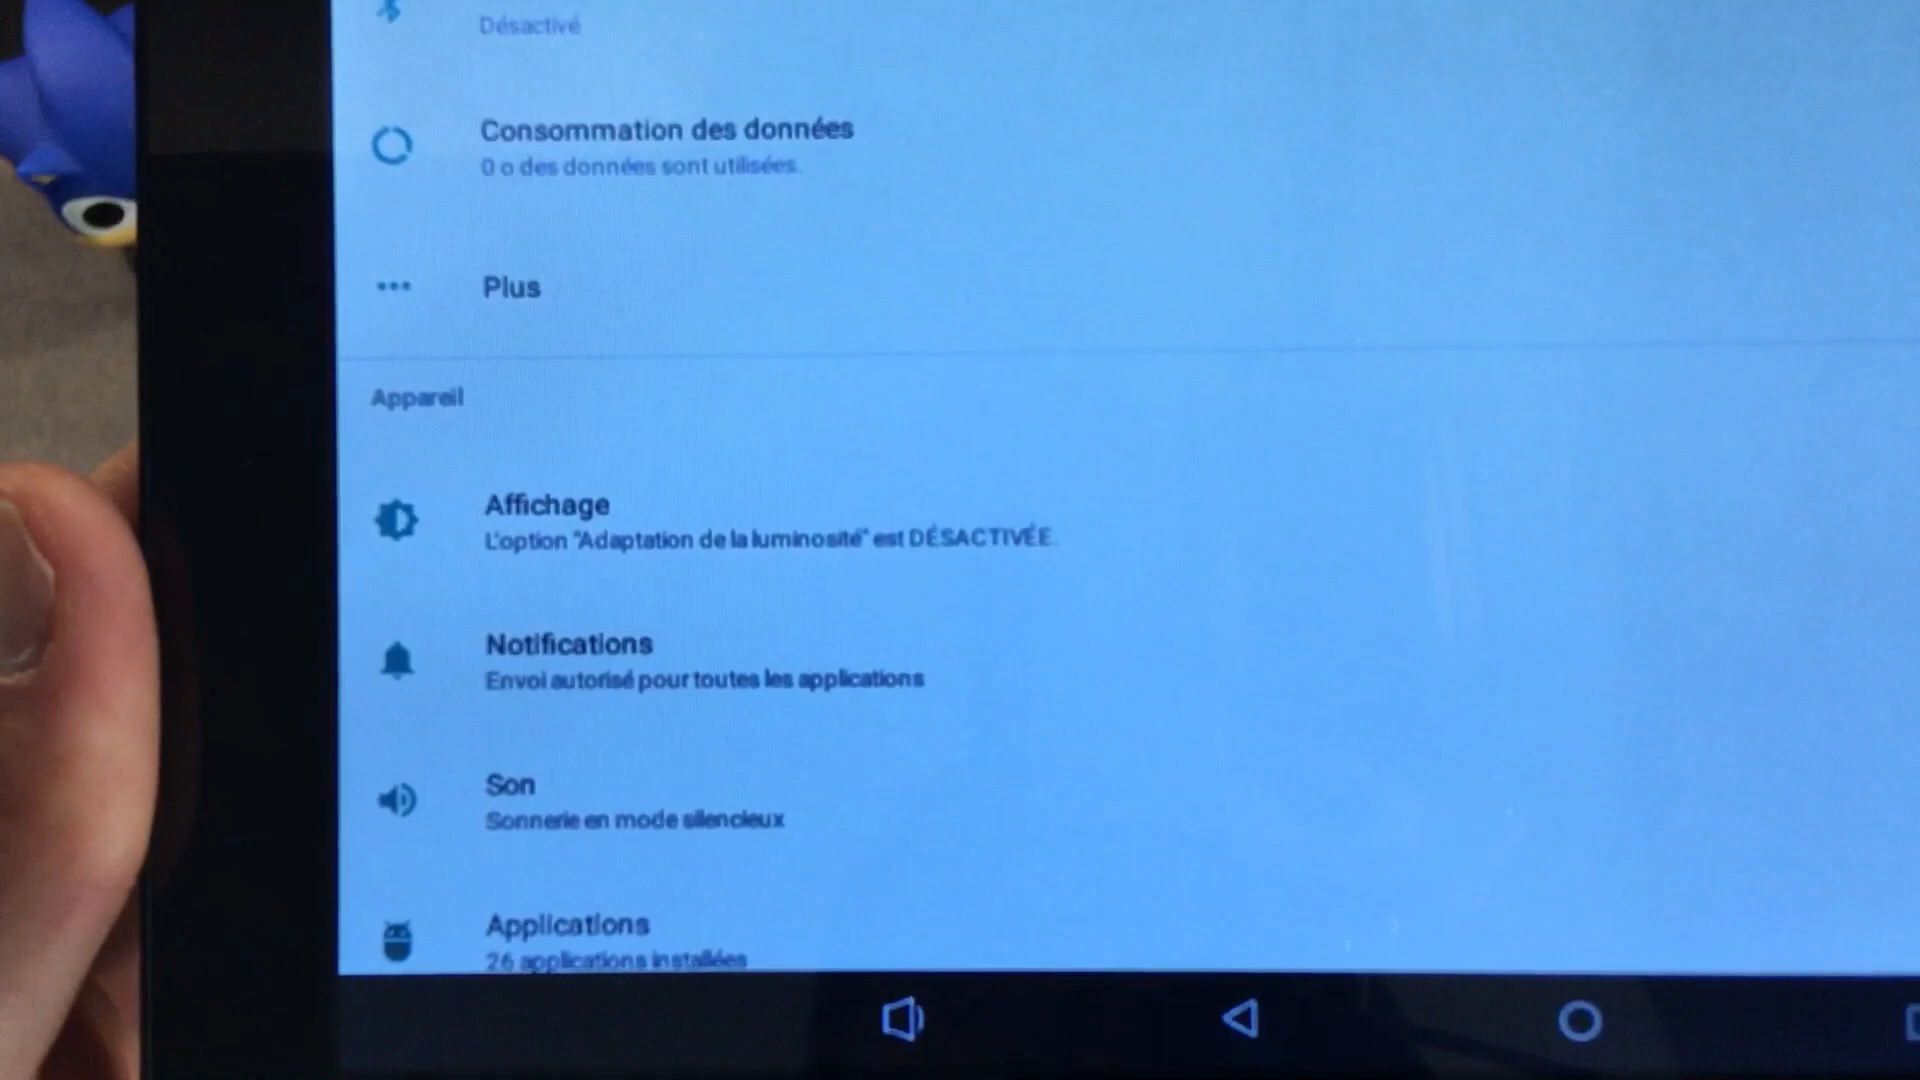 Désactivé
Consommation des données
0 o des données sont utilisées.
Plus
Appareil
Affichage
L'option "Adaptation de la luminosité" est DÉSACTIVÉE.
Notifications
Envoi autorisé pour toutes les applications
Son
Sonnerie en mode silencieux
Applications
26 applications installées